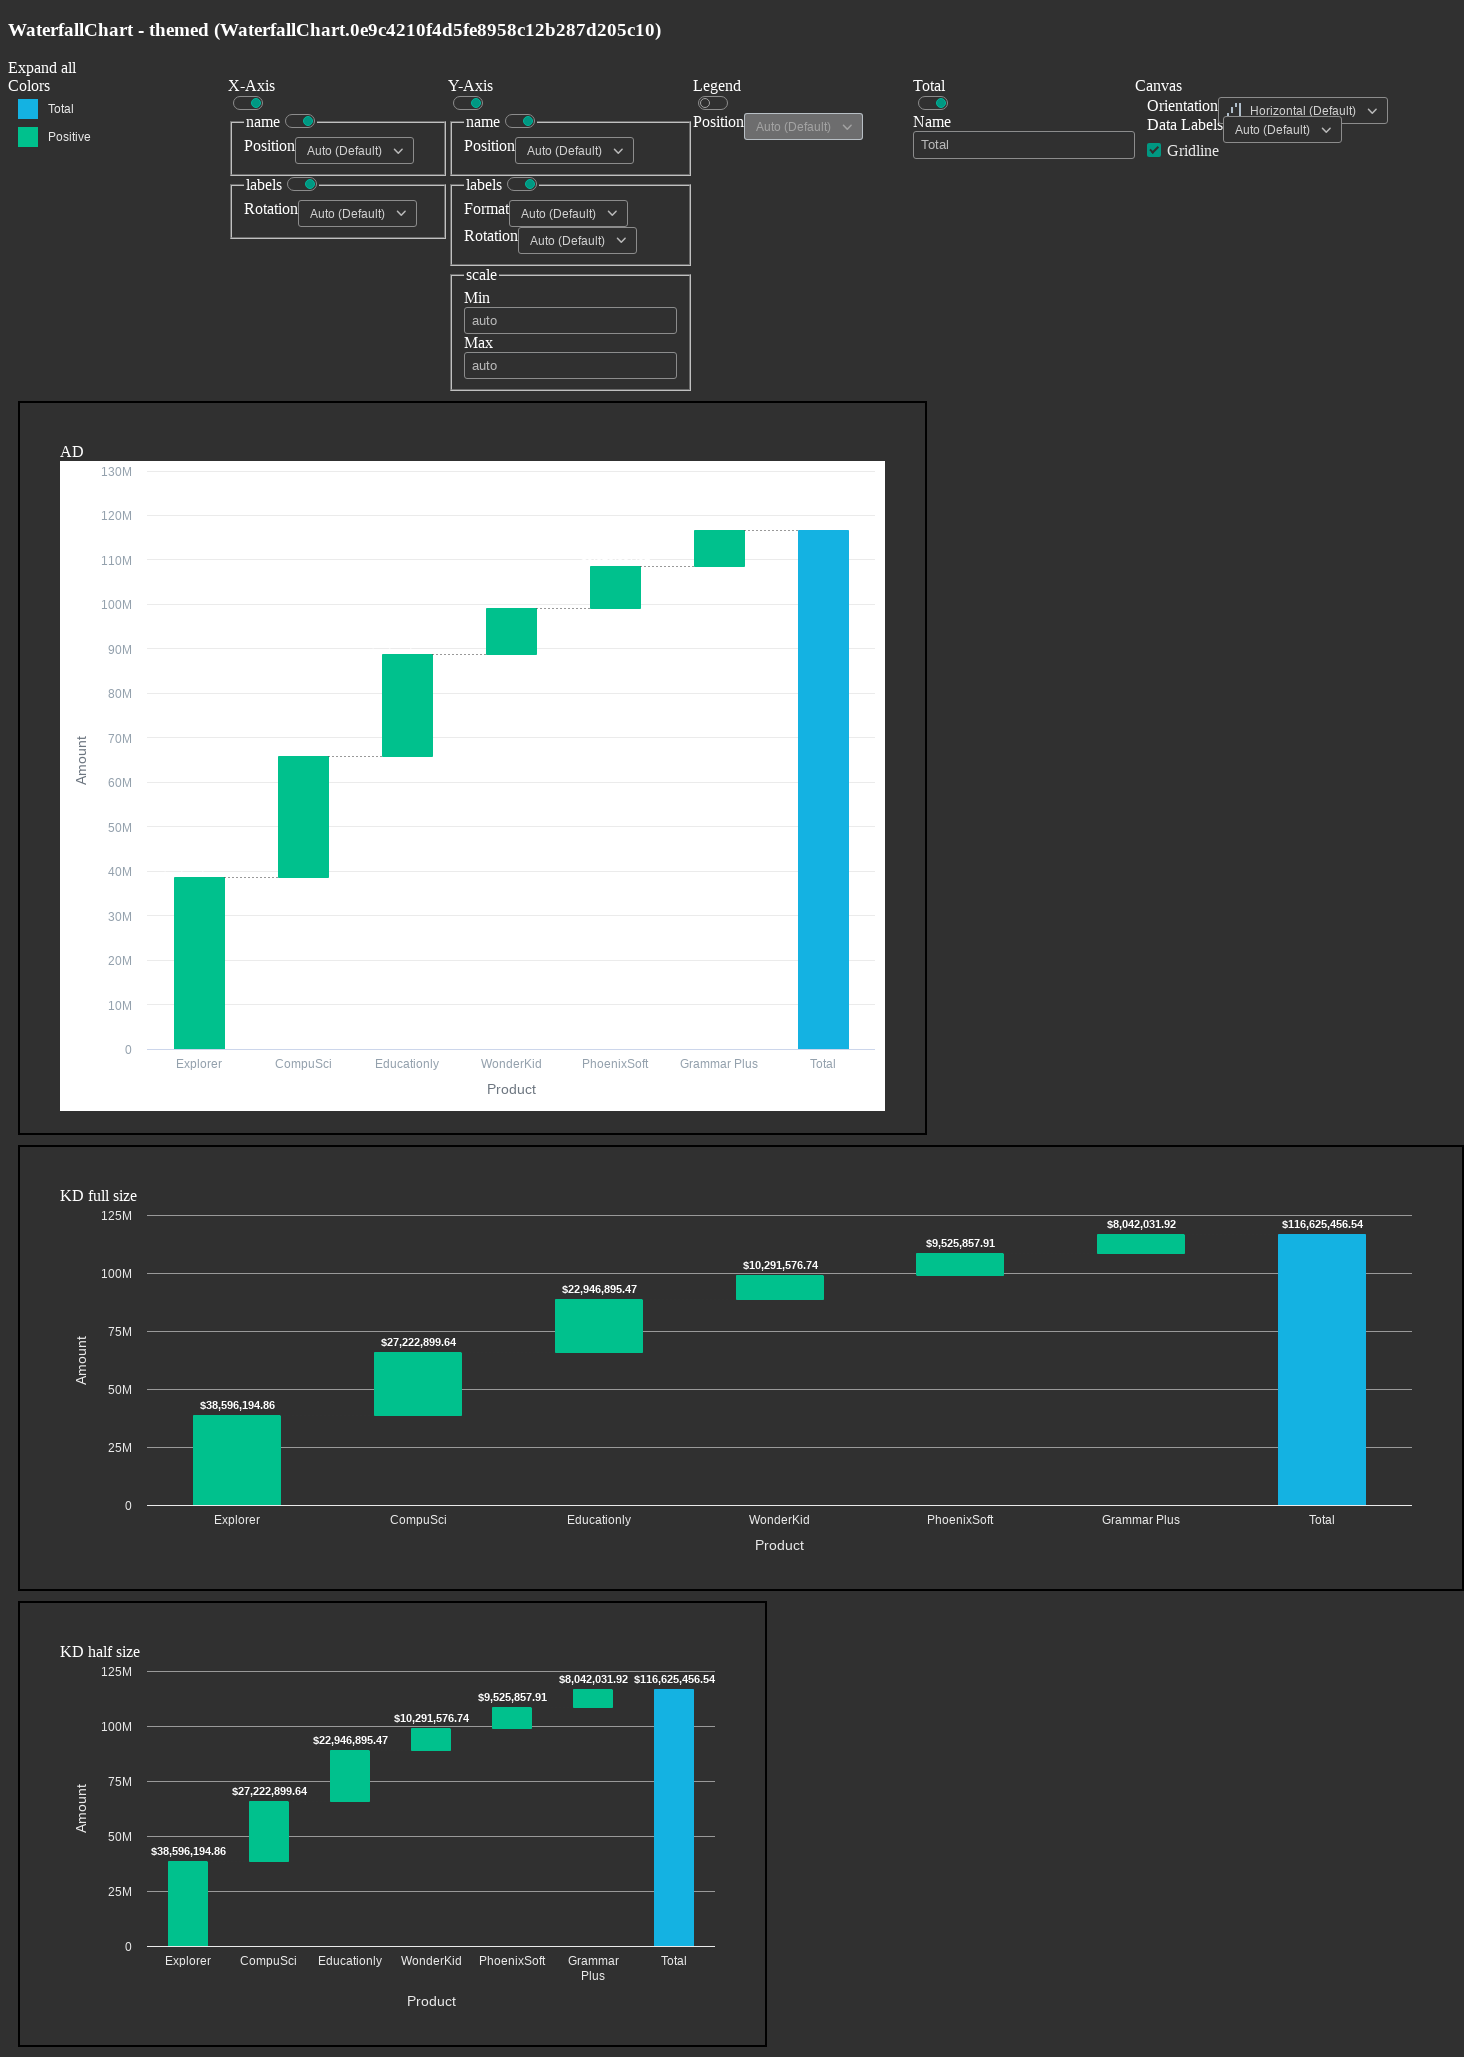 WaterfallChart - themed (WaterfallChart.0e9c4210f4d5fe8958c12b287d205c10)
Expand all
Colors
Total
Positive
X-Axis
name
Position Auto (Default)
labels
Rotation Auto (Default)
Y-Axis
name
Position Auto (Default)
labels
Format Auto (Default)
Rotation Auto (Default)
scale
Min
auto
Max
auto
Legend
Position Auto (Default)
Total
Name
Total
Canvas
Orientation Horizontal (Default)
Data Labels Auto (Default)
Gridline
AD
130M
120M
110M
100M
90M
80M
70M
60M
50M
40M
30M
20M
10M
0
Amount
Explorer CompuSci Educationly WonderKid PhoenixSoft Grammar Plus Total
Product
KD full size
125M
100M
75M
50M
25M
0
Amount
$38,596,194.86
$27,222,899.64
$22,946,895.47
$10,291,576.74
$9,525,857.91
$8,042,031.92
$116,625,456.54
Explorer CompuSci Educationly WonderKid PhoenixSoft Grammar Plus Total
Product
KD half size
125M
100M
75M
50M
25M
0
Amount
$38,596,194.86
$27,222,899.64
$22,946,895.47
$10,291,576.74
$9,525,857.91
$8,042,031.92
$116,625,456.54
Explorer CompuSci Educationly WonderKid PhoenixSoft Grammar Total
Plus
Product